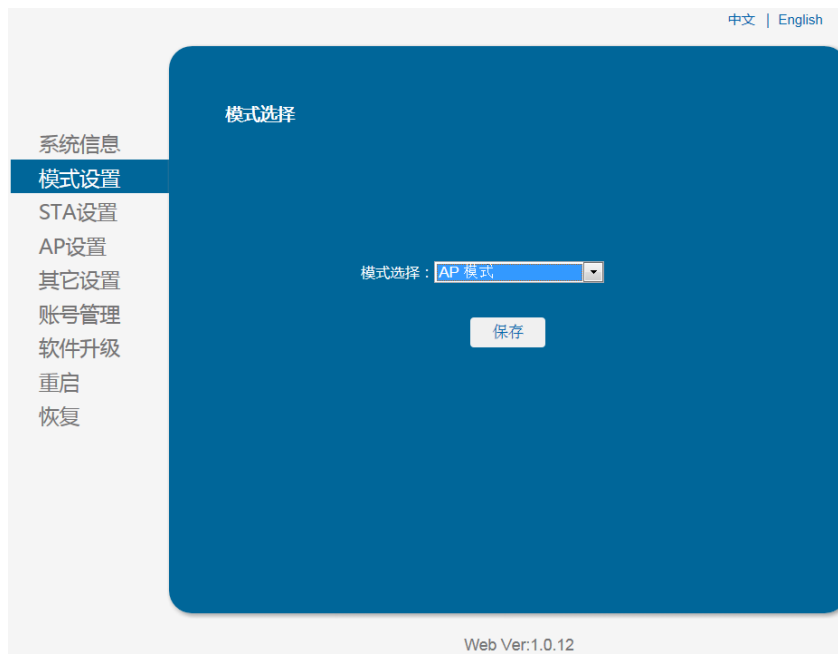 中文 | English
模式选择
系统信息
模式设置
STA设置
AP设置
其它设置
账号管理
软件升级
重启
恢复
模式选择：AP 模式
保存
Web Ver:1.0.12